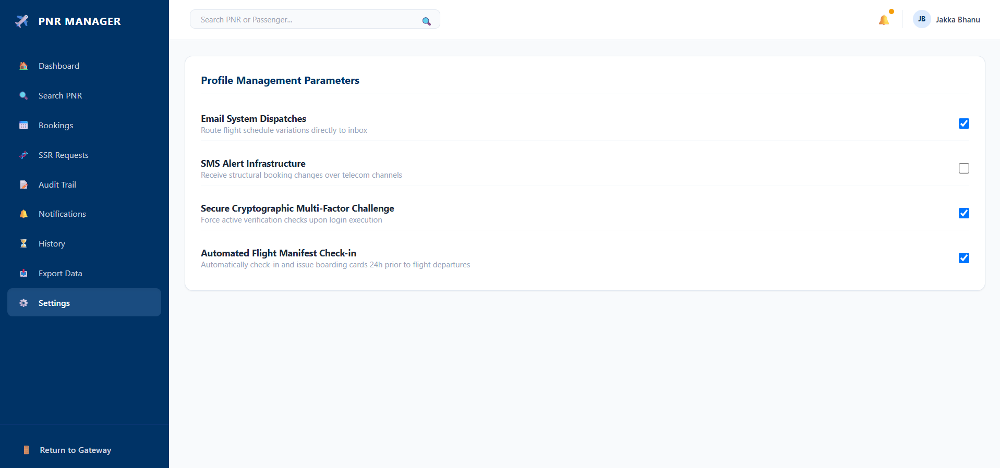 PNR MANAGER
Dashboard
Search PNR
Bookings
SSR Requests
Audit Trail
Notifications
History
Export Data
Settings
Return to Gateway
Search PNR or Passenger...
JB
Jakka Bhanu
Profile Management Parameters
Email System Dispatches
Route flight schedule variations directly to inbox
SMS Alert Infrastructure
Receive structural booking changes over telecom channels
Secure Cryptographic Multi-Factor Challenge
Force active verification checks upon login execution
Automated Flight Manifest Check-in
Automatically check-in and issue boarding cards 24h prior to flight departures